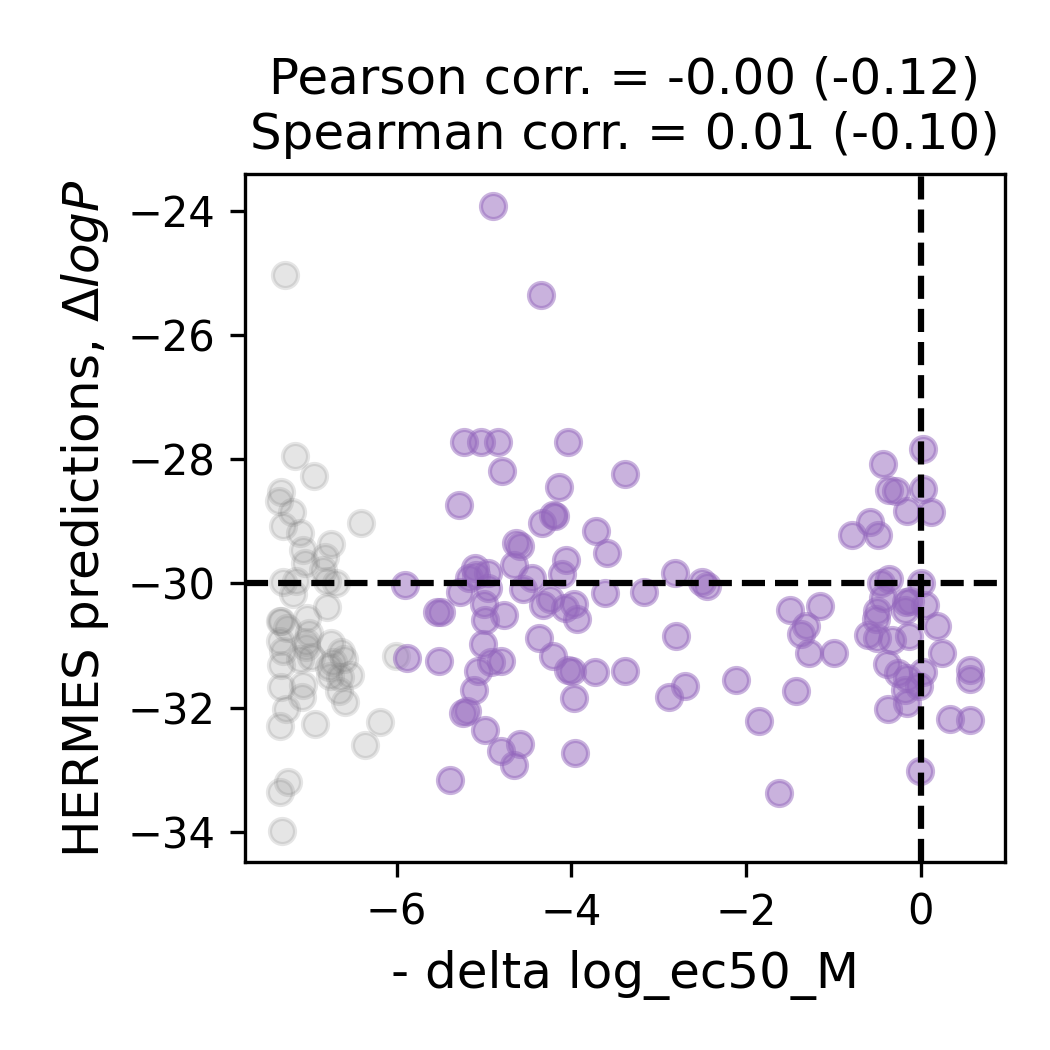 Pearson corr. = -0.00 (-0.12)
Spearman corr. = 0.01 (-0.10)
HERMES predictions, ΔlogP
−24
−26
−28
−30
−32
−34
−6
−4
−2
0
- delta log_ec50_M